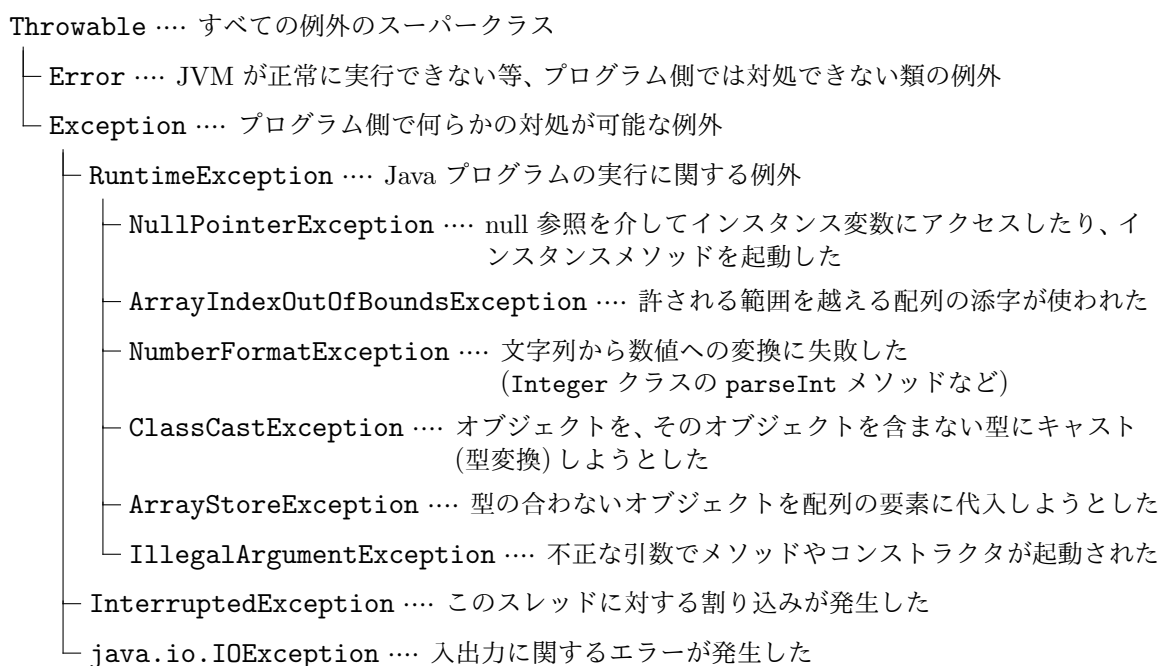 Throwable ···· すべての例外のスーパークラス
Error ···· JVM が正常に実行できない等、プログラム側では対処できない類の例外
Exception ···· プログラム側で何らかの対処が可能な例外
RuntimeException ···· Java プログラムの実行に関する例外
NullPointerException ···· null 参照を介してインスタンス変数にアクセスしたり、イ
ンスタンスメソッドを起動した
ArrayIndexOutOfBoundsException ···· 許される範囲を越える配列の添字が使われた
NumberFormatException ···· 文字列から数値への変換に失敗した
(Integer クラスの parseInt メソッドなど)
ClassCastException ···· オブジェクトを、そのオブジェクトを含まない型にキャスト
(型変換) しようとした
ArrayStoreException ···· 型の合わないオブジェクトを配列の要素に代入しようとした
IllegalArgumentException ···· 不正な引数でメソッドやコンストラクタが起動された
InterruptedException ···· このスレッドに対する割り込みが発生した
java.io.IOException ···· 入出力に関するエラーが発生した